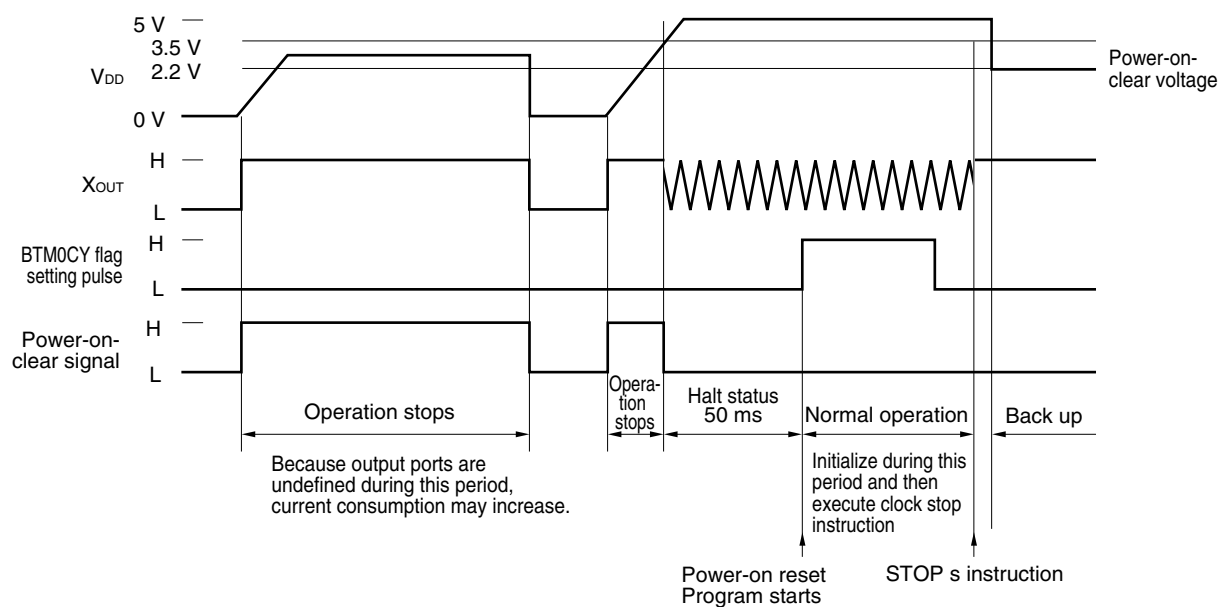 5 V
3.5 V
VDD
2.2 V
0 V
Power-on-
clear voltage
H
XOUT
L
H
BTM0CY flag
setting pulse
L
H
Power-on-
clear signal
L
Operation stops
Opera-
tion
stops
Halt status
50 ms
Normal operation
Back up
Because output ports are
undefined during this period,
current consumption may increase.
Initialize during this
period and then
execute clock stop
instruction
Power-on reset
Program starts
STOP s instruction